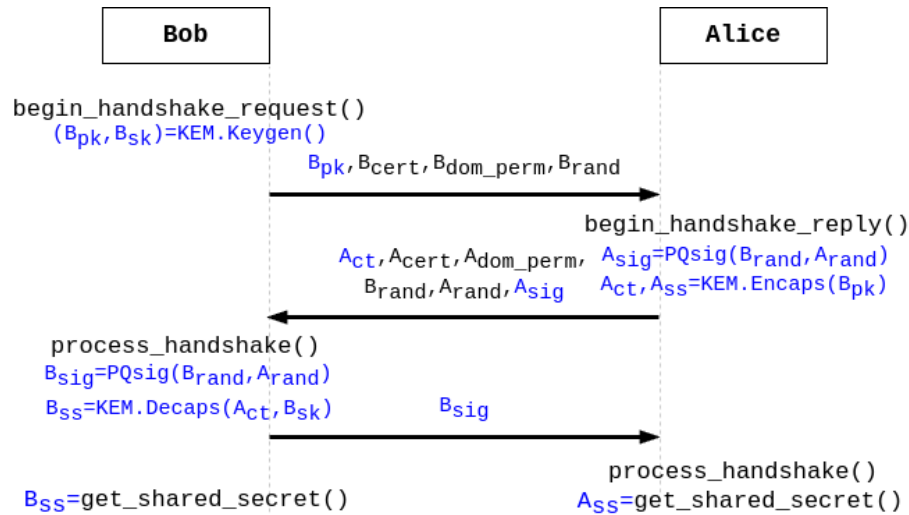 Bob
Alice
begin_handshake_request()
(Bpk,Bsk)=KEM.Keygen()
Bpk,Bcert,Bdom_perm,Brand
begin_handshake_reply()
Act,Acert,Adom_perm,
Asig=PQsig(Brand,Arand)
Brand,Arand,Asig
Act,Ass=KEM.Encaps(Bpk)
process_handshake()
Bsig=PQsig(Brand,Arand)
Bss=KEM.Decaps(Act,Bsk)
Bsig
process_handshake()
Bss=get_shared_secret()
Ass=get_shared_secret()